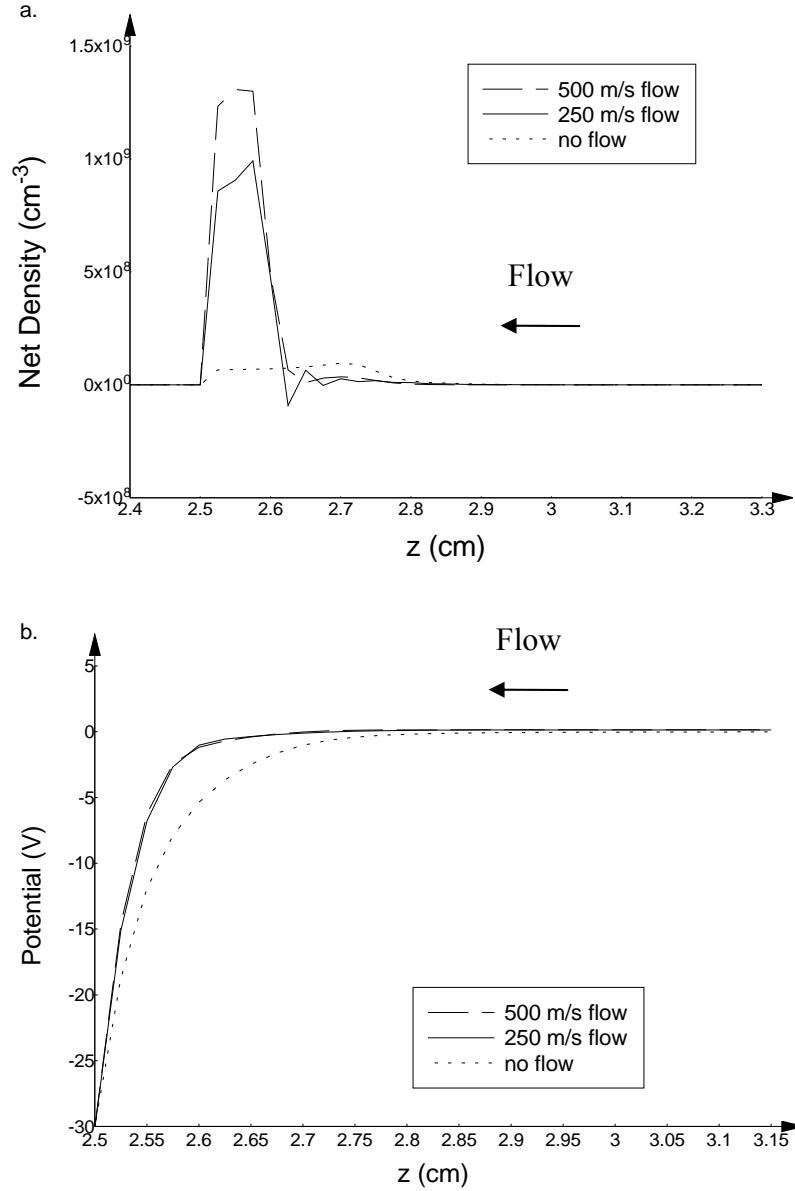 a.
1.5x10⁹
1x10⁹
5x10⁸
0x10⁰
-5x10⁸
Net Density (cm⁻³)
500 m/s flow
250 m/s flow
no flow
Flow
2.4 2.5 2.6 2.7 2.8 2.9 3 3.1 3.2 3.3
z (cm)
b.
Flow
5
0
-5
-10
-15
-20
-25
-30
Potential (V)
500 m/s flow
250 m/s flow
no flow
2.5 2.55 2.6 2.65 2.7 2.75 2.8 2.85 2.9 2.95 3 3.05 3.1 3.15
z (cm)